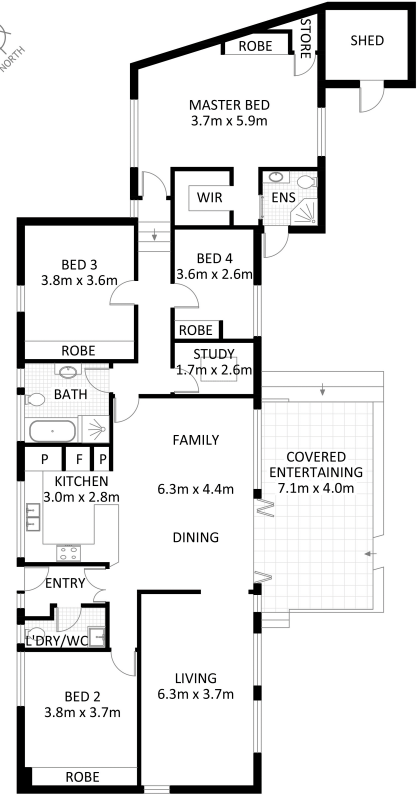 NORTH
STORE
ROBE
SHED
MASTER BED
3.7m x 5.9m
WIR
ENS
BED 3
3.8m x 3.6m
BED 4
3.6m x 2.6m
ROBE
ROBE
STUDY
1.7m x 2.6m
BATH
FAMILY
6.3m x 4.4m
DINING
COVERED
ENTERTAINING
7.1m x 4.0m
P
F
P
KITCHEN
3.0m x 2.8m
ENTRY
L'DRY/WC
BED 2
3.8m x 3.7m
LIVING
6.3m x 3.7m
ROBE